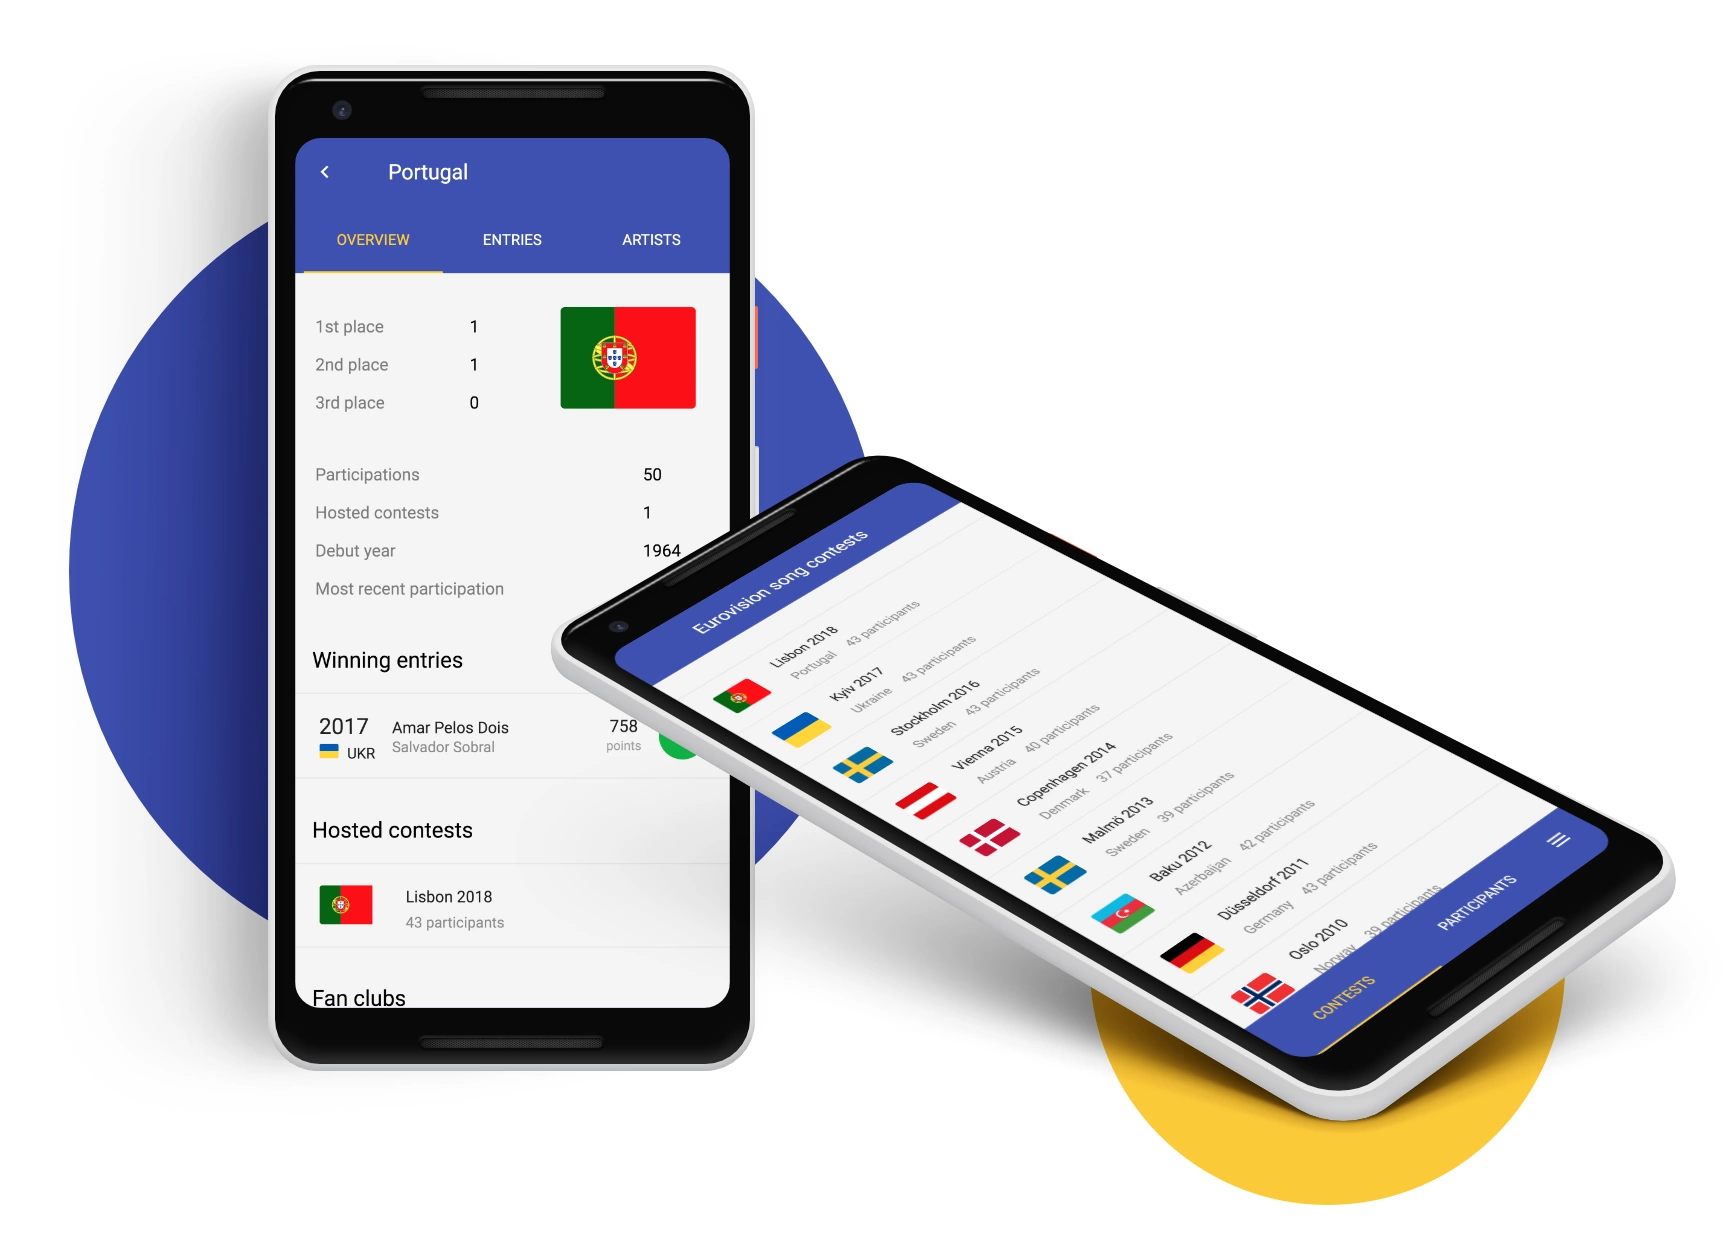 Portugal
OVERVIEW ENTRIES ARTISTS
1st place 1
2nd place 1
3rd place 0
Participations 50
Hosted contests 1
Debut year 1964
Most recent participation
Winning entries
2017 Amar Pelos Dois 758
UKR Salvador Sobral points
Hosted contests
Lisbon 2018
43 participants
Fan clubs
Eurovision song contests
Lisbon 2018
Portugal 43 participants
Kyiv 2017
Ukraine 43 participants
Stockholm 2016
Sweden 43 participants
Vienna 2015
Austria 40 participants
Copenhagen 2014
Denmark 37 participants
Malmö 2013
Sweden 39 participants
Baku 2012
Azerbaijan 42 participants
Düsseldorf 2011
Germany 43 participants
Oslo 2010
Norway 39 participants
CONTESTS PARTICIPANTS